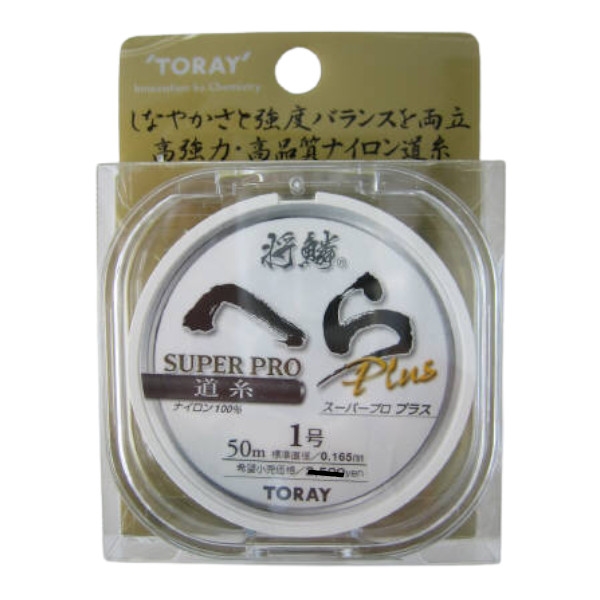 'TORAY'
Innovation by Chemistry
しなやかさと強度バランスを両立
高強力・高品質ナイロン道糸
将鱗®
へら
SUPER PRO Plus
道糸
ナイロン100% スーパープロ プラス
50m 1号 標準直径/0.165mm
希望小売価格/ yen
TORAY